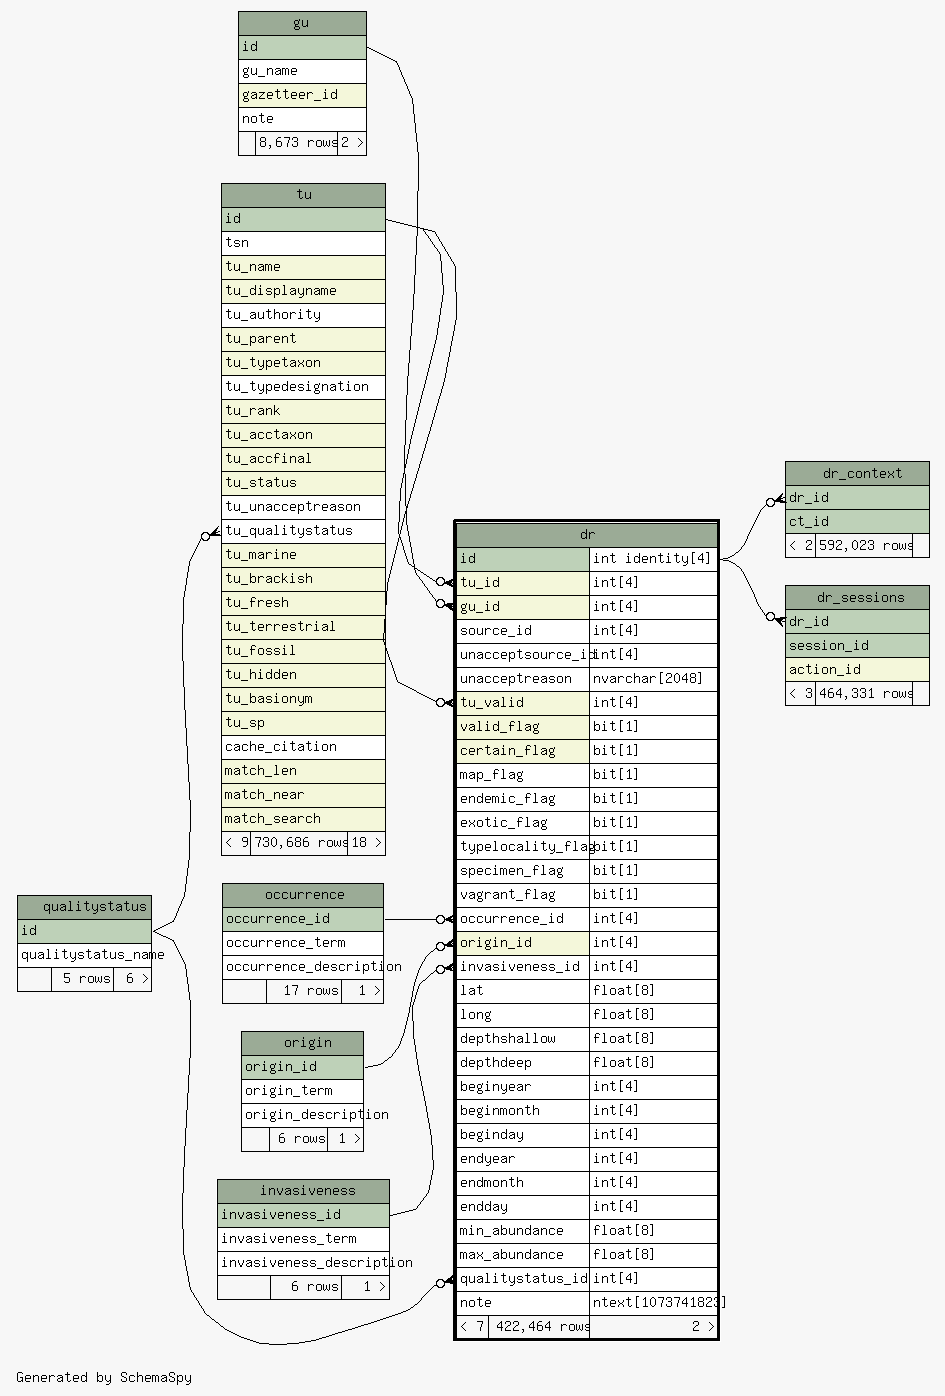 gu
id
gu_name
gazetteer_id
note
8,673 rows 2 >
tu
id
tsn
tu_name
tu_displayname
tu_authority
tu_parent
tu_typetaxon
tu_typedesignation
tu_rank
tu_acctaxon
tu_accfinal
tu_status
tu_unacceptreason
tu_qualitystatus
tu_marine
tu_brackish
tu_fresh
tu_terrestrial
tu_fossil
tu_hidden
tu_basionym
tu_sp
cache_citation
match_len
match_near
match_search
< 9 730,686 rows 18 >
qualitystatus
id
qualitystatus_name
5 rows 6 >
occurrence
occurrence_id
occurrence_term
occurrence_description
17 rows 1 >
origin
origin_id
origin_term
origin_description
6 rows 1 >
invasiveness
invasiveness_id
invasiveness_term
invasiveness_description
6 rows 1 >
dr
id int identity[4]
tu_id int[4]
gu_id int[4]
source_id int[4]
unacceptsource_id int[4]
unacceptreason nvarchar[2048]
tu_valid int[4]
valid_flag bit[1]
certain_flag bit[1]
map_flag bit[1]
endemic_flag bit[1]
exotic_flag bit[1]
typelocality_flag bit[1]
specimen_flag bit[1]
vagrant_flag bit[1]
occurrence_id int[4]
origin_id int[4]
invasiveness_id int[4]
lat float[8]
long float[8]
depthshallow float[8]
depthdeep float[8]
beginyear int[4]
beginmonth int[4]
beginday int[4]
endyear int[4]
endmonth int[4]
endday int[4]
min_abundance float[8]
max_abundance float[8]
qualitystatus_id int[4]
note ntext[1073741823]
< 7 422,464 rows 2 >
dr_context
dr_id
ct_id
< 2 592,023 rows
dr_sessions
dr_id
session_id
action_id
< 3 464,331 rows
Generated by SchemaSpy